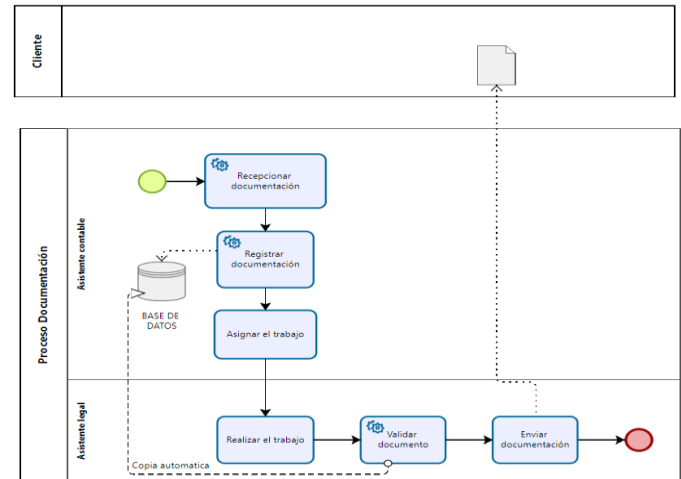 Cliente
Proceso Documentación
Asistente contable
Recepcionar
documentación
Registrar
documentación
BASE DE
DATOS
Asignar el trabajo
Asistente legal
Realizar el trabajo
Validar
documento
Enviar
documentación
Copia automatica